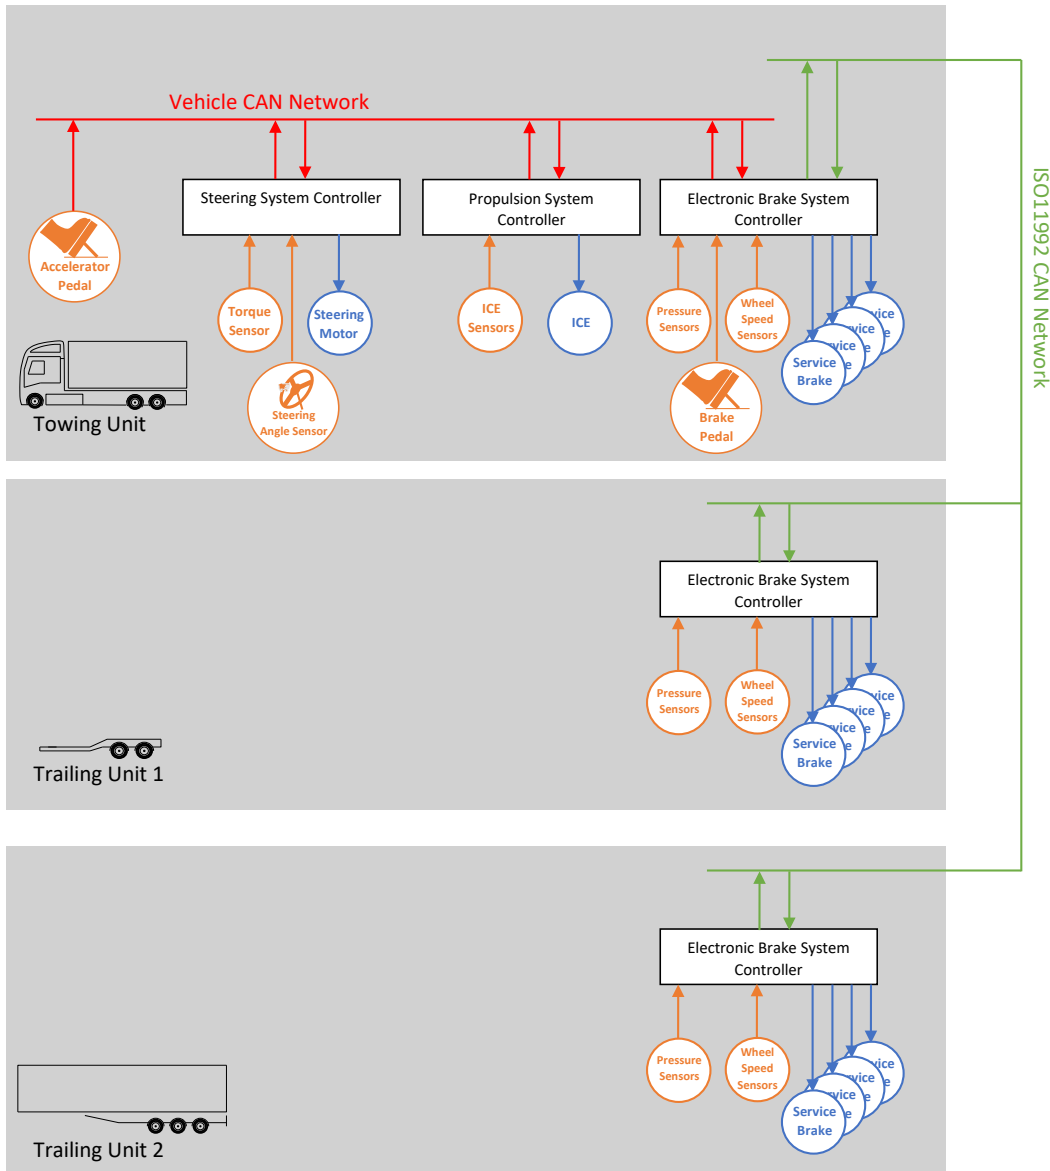 Vehicle CAN Network
ISO11992 CAN Network
Steering System Controller
Propulsion System
Controller
Electronic Brake System
Controller
Accelerator
Pedal
Torque
Sensor
Steering
Motor
ICE
Sensors
ICE
Pressure
Sensors
Wheel
Speed
Sensors
Service
Brake
Steering
Angle Sensor
Brake
Pedal
Towing Unit
Electronic Brake System
Controller
Pressure
Sensors
Wheel
Speed
Sensors
Service
Brake
Trailing Unit 1
Electronic Brake System
Controller
Pressure
Sensors
Wheel
Speed
Sensors
Service
Brake
Trailing Unit 2